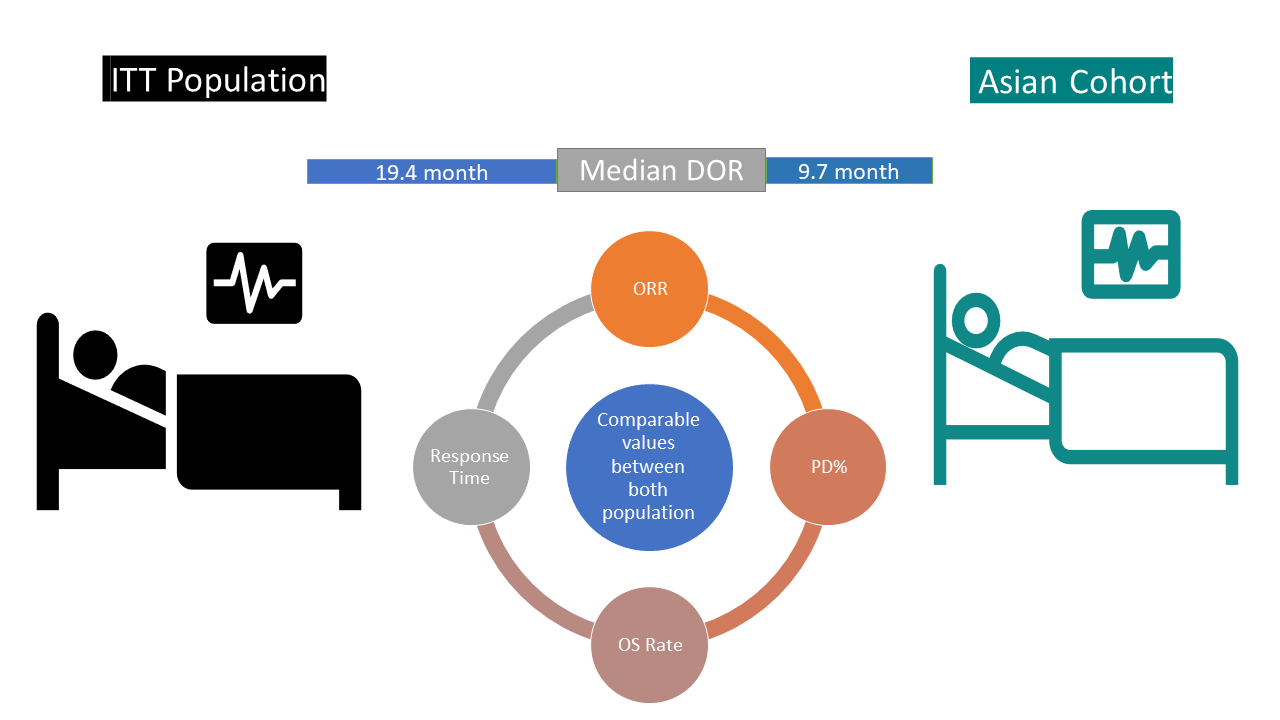 ITT Population
Asian Cohort
19.4 month
Median DOR
9.7 month
ORR
Response
Time
Comparable
values
between
both
population
PD%
OS Rate